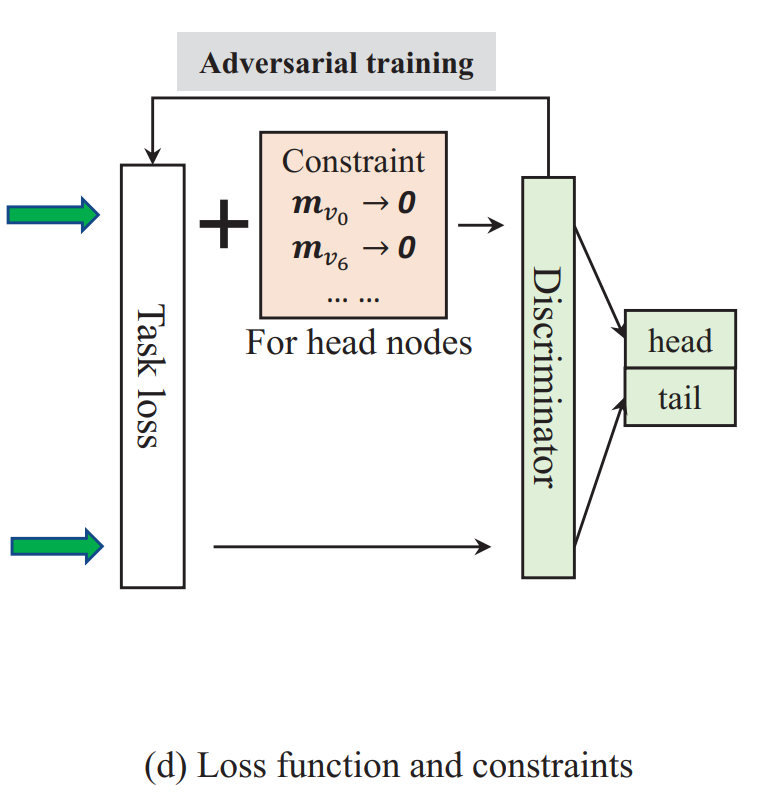 Adversarial training
Constraint
m_{v_0} → 0
m_{v_6} → 0
... ...
For head nodes
Task loss
Discriminator
head
tail
(d) Loss function and constraints